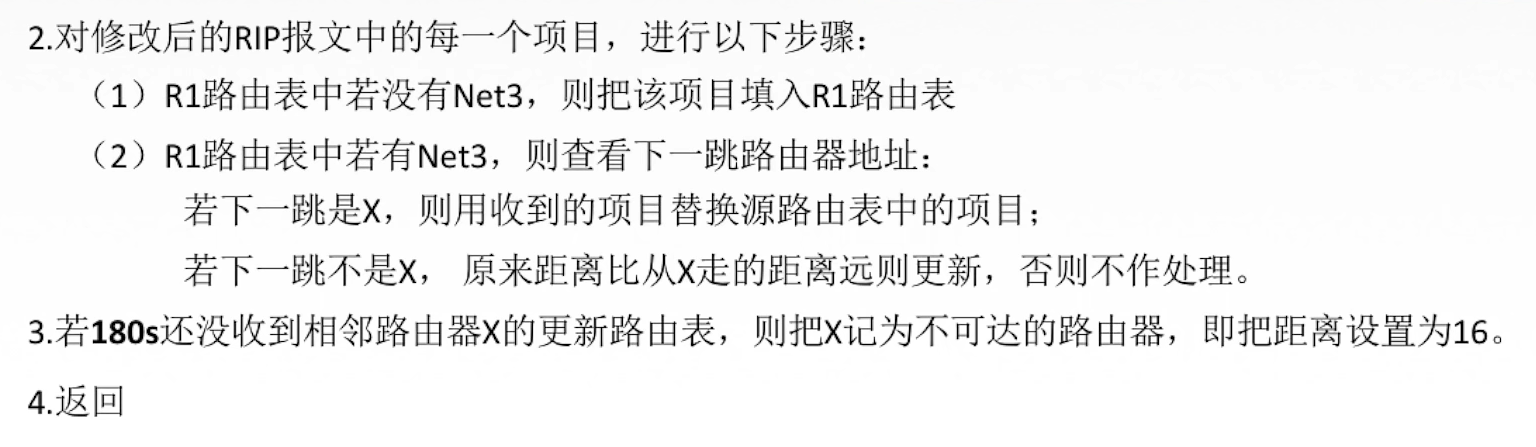 2.对修改后的RIP报文中的每一个项目，进行以下步骤：
（1）R1路由表中若没有Net3，则把该项目填入R1路由表
（2）R1路由表中若有Net3，则查看下一跳路由器地址：
若下一跳是X，则用收到的项目替换源路由表中的项目；
若下一跳不是X， 原来距离比从X走的距离远则更新，否则不作处理。
3.若180s还没收到相邻路由器X的更新路由表，则把X记为不可达的路由器，即把距离设置为16。
4.返回